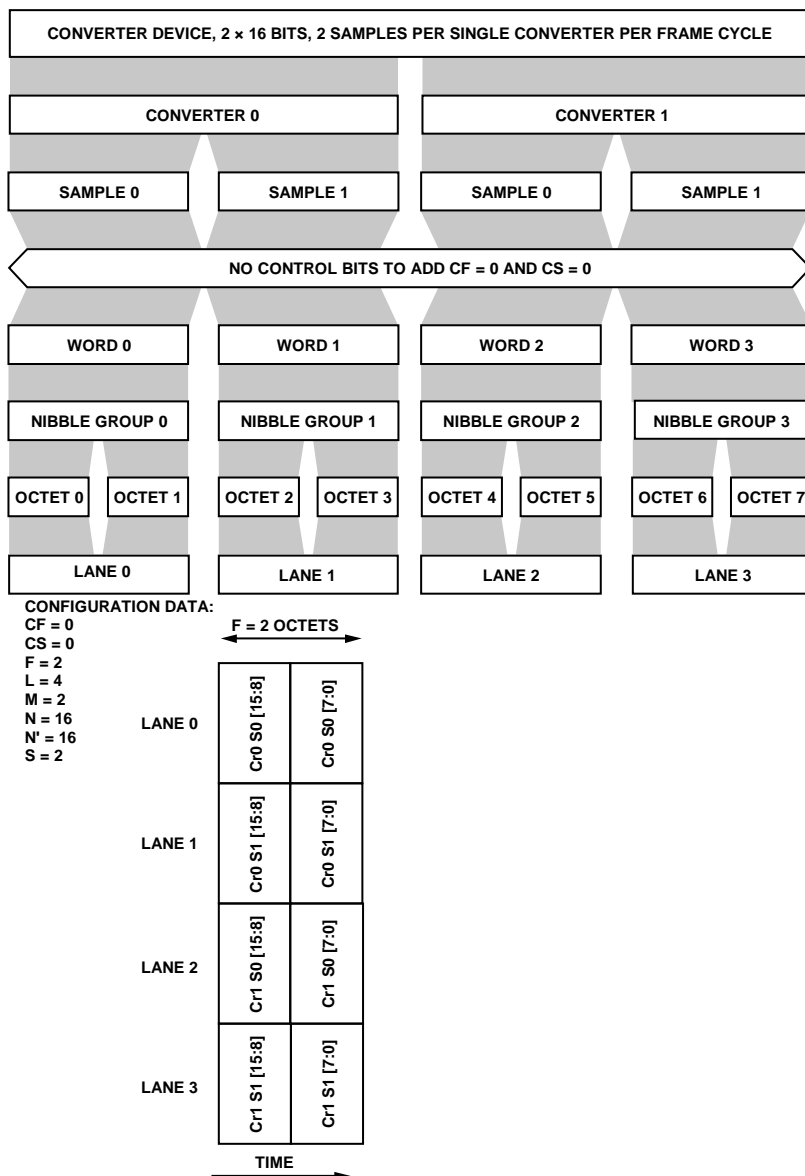 CONVERTER DEVICE, 2 × 16 BITS, 2 SAMPLES PER SINGLE CONVERTER PER FRAME CYCLE
CONVERTER 0
CONVERTER 1
SAMPLE 0
SAMPLE 1
SAMPLE 0
SAMPLE 1
NO CONTROL BITS TO ADD CF = 0 AND CS = 0
WORD 0
WORD 1
WORD 2
WORD 3
NIBBLE GROUP 0
NIBBLE GROUP 1
NIBBLE GROUP 2
NIBBLE GROUP 3
OCTET 0
OCTET 1
OCTET 2
OCTET 3
OCTET 4
OCTET 5
OCTET 6
OCTET 7
LANE 0
LANE 1
LANE 2
LANE 3
CONFIGURATION DATA:
CF = 0
CS = 0
F = 2
L = 4
M = 2
N = 16
N' = 16
S = 2
F = 2 OCTETS
LANE 0
Cr0 S0 [15:8]
Cr0 S0 [7:0]
LANE 1
Cr0 S1 [15:8]
Cr0 S1 [7:0]
LANE 2
Cr1 S0 [15:8]
Cr1 S0 [7:0]
LANE 3
Cr1 S1 [15:8]
Cr1 S1 [7:0]
TIME